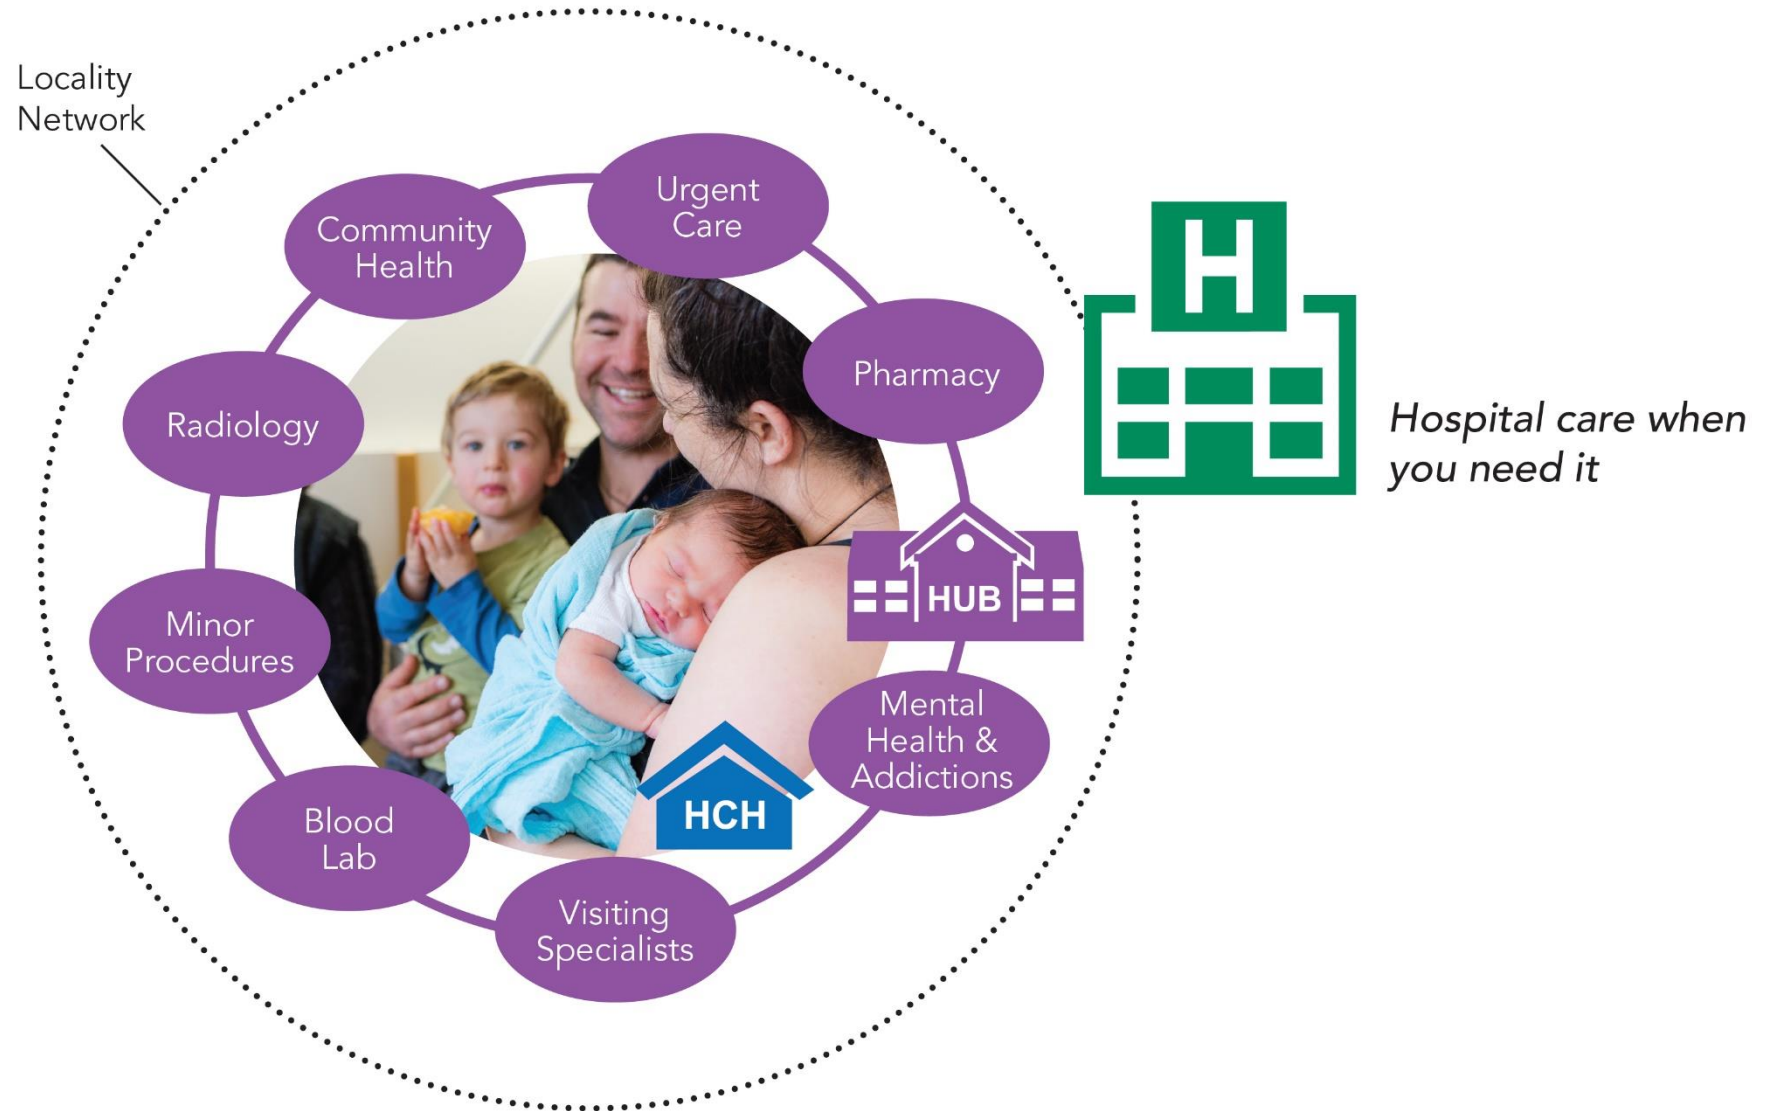 Locality
Network
Urgent
Care
Community
Health
H
Pharmacy
Radiology
Hospital care when
you need it
HUB
Minor
Procedures
Mental
Health &
Addictions
HCH
Blood
Lab
Visiting
Specialists